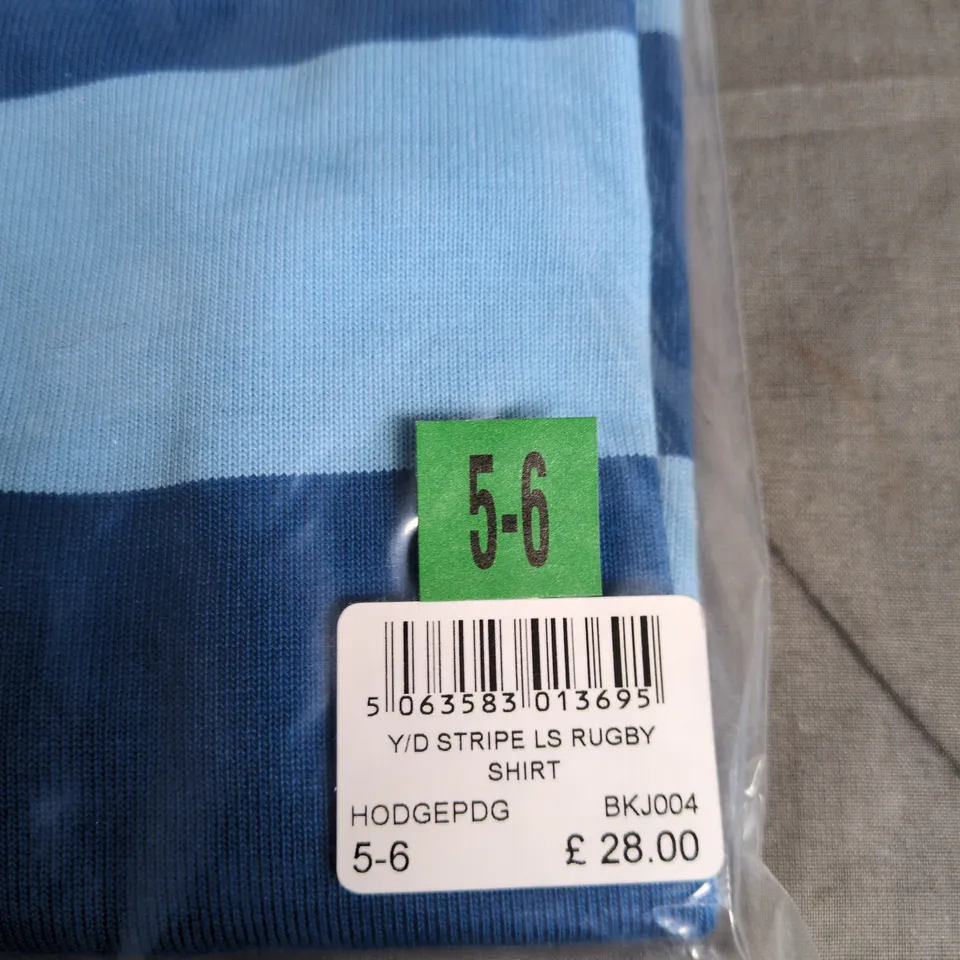 5-6
5 063583 013695
Y/D STRIPE LS RUGBY
SHIRT
HODGEPDG BKJ004
5-6 £ 28.00